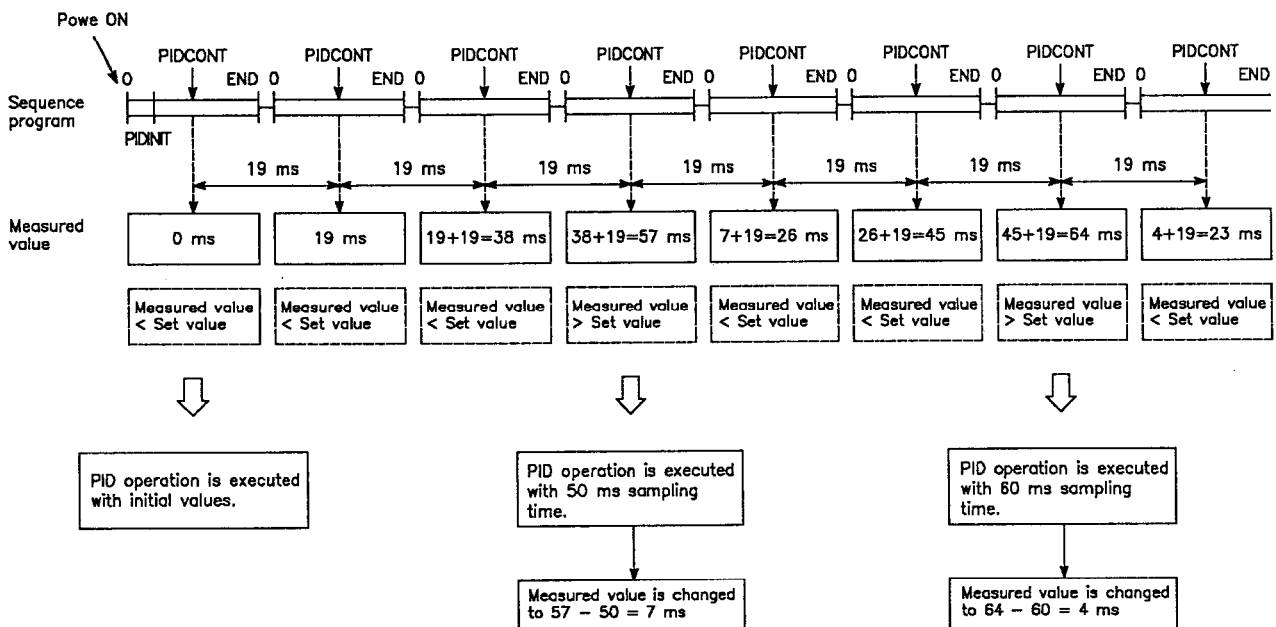 Powe ON
PIDCONT PIDCONT PIDCONT PIDCONT PIDCONT PIDCONT PIDCONT PIDCONT
0 END 0 END 0 END 0 END 0 END 0 END 0 END 0 END
Sequence
program
PIDINIT
19 ms 19 ms 19 ms 19 ms 19 ms 19 ms 19 ms
Measured
value
0 ms
19 ms
19+19=38 ms
38+19=57 ms
7+19=26 ms
26+19=45 ms
45+19=64 ms
4+19=23 ms
Measured value
< Set value
Measured value
< Set value
Measured value
< Set value
Measured value
> Set value
Measured value
< Set value
Measured value
< Set value
Measured value
> Set value
Measured value
< Set value
PID operation is executed
with initial values.
PID operation is executed
with 50 ms sampling
time.
Measured value is changed
to 57 − 50 = 7 ms
PID operation is executed
with 60 ms sampling
time.
Measured value is changed
to 64 − 60 = 4 ms